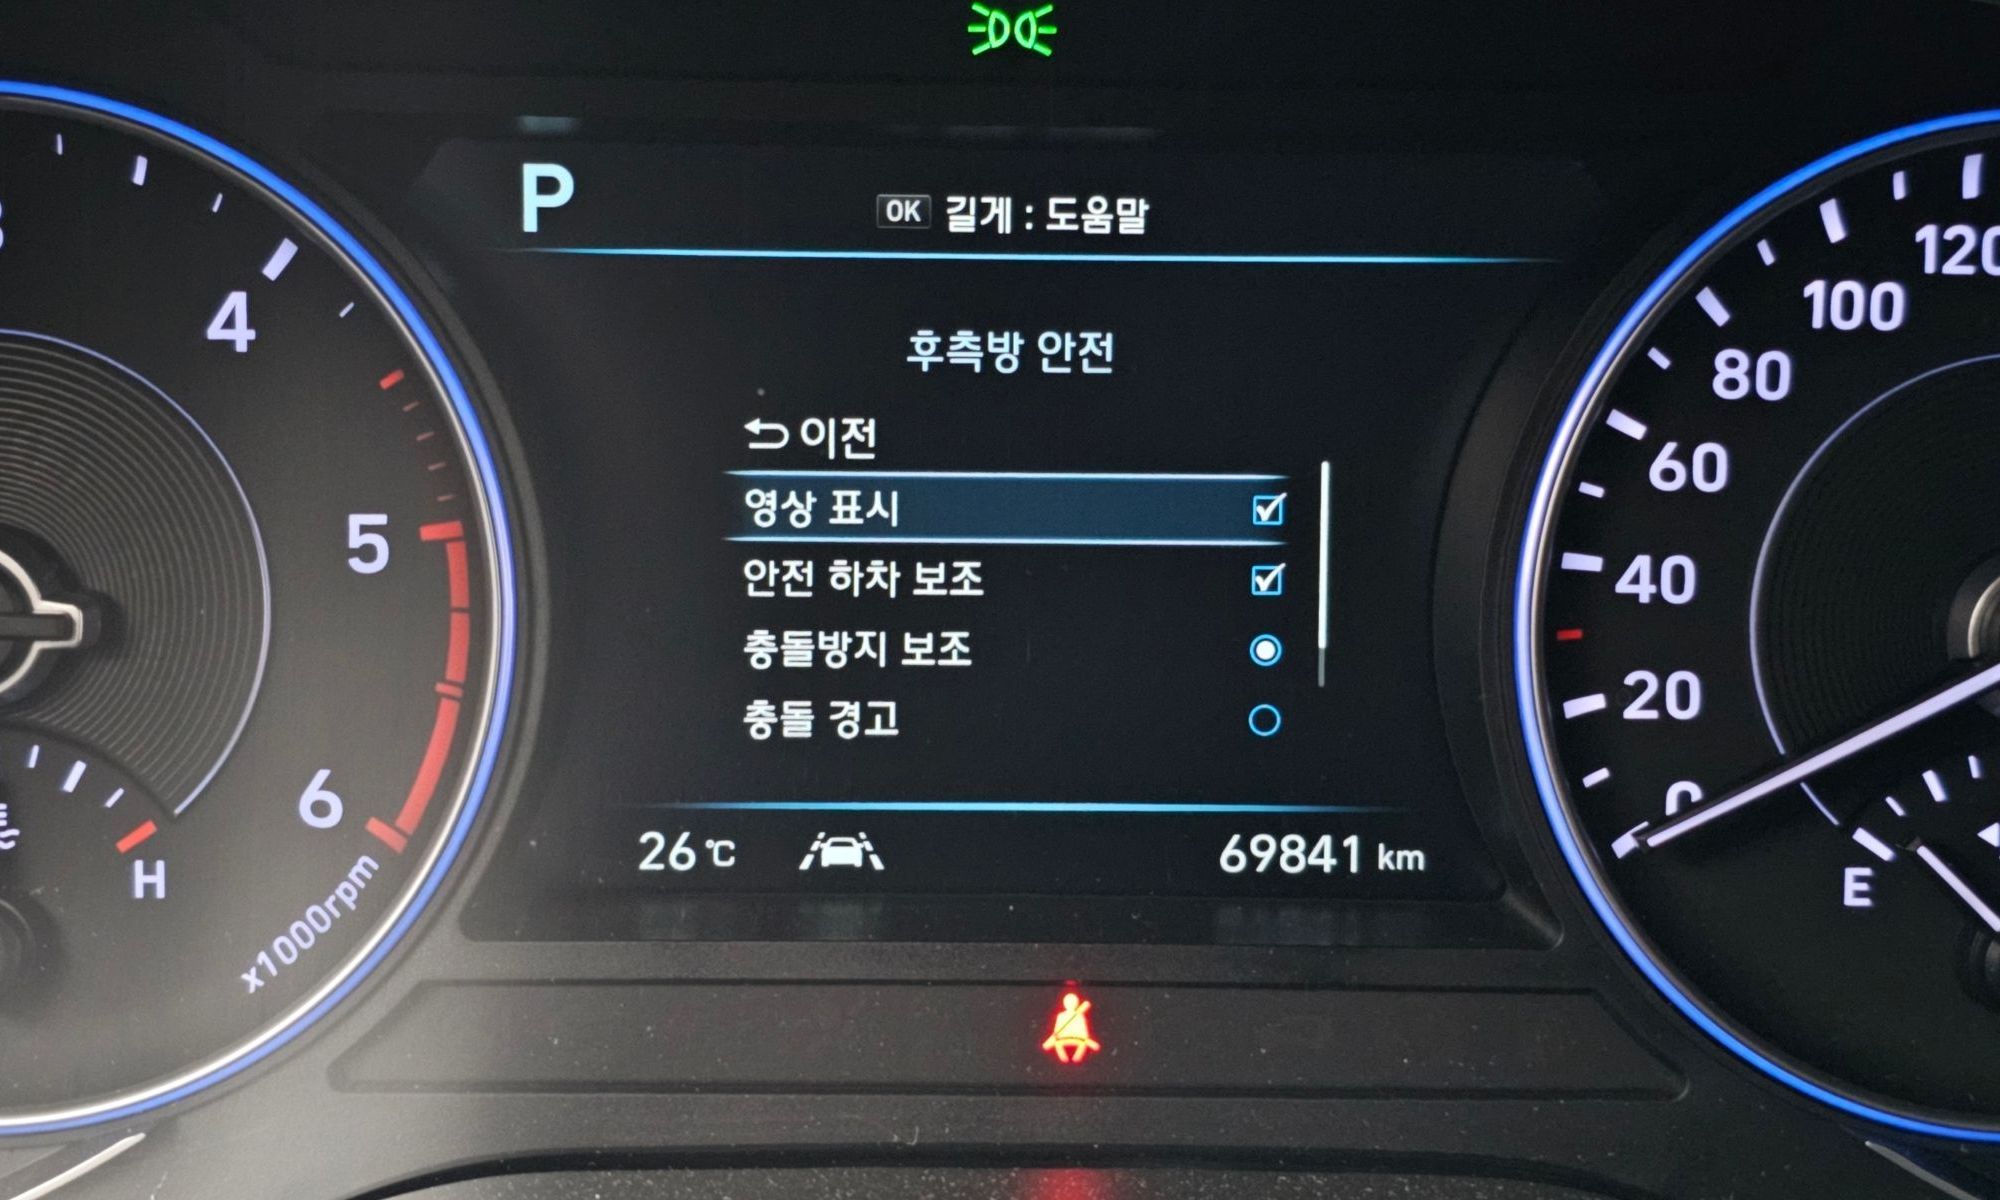 P
OK 길게 : 도움말
후측방 안전
이전
영상 표시
안전 하차 보조
충돌방지 보조
충돌 경고
26 ℃
69841 km
4
5
6
x1000rpm
H
120
100
80
60
40
20
0
E